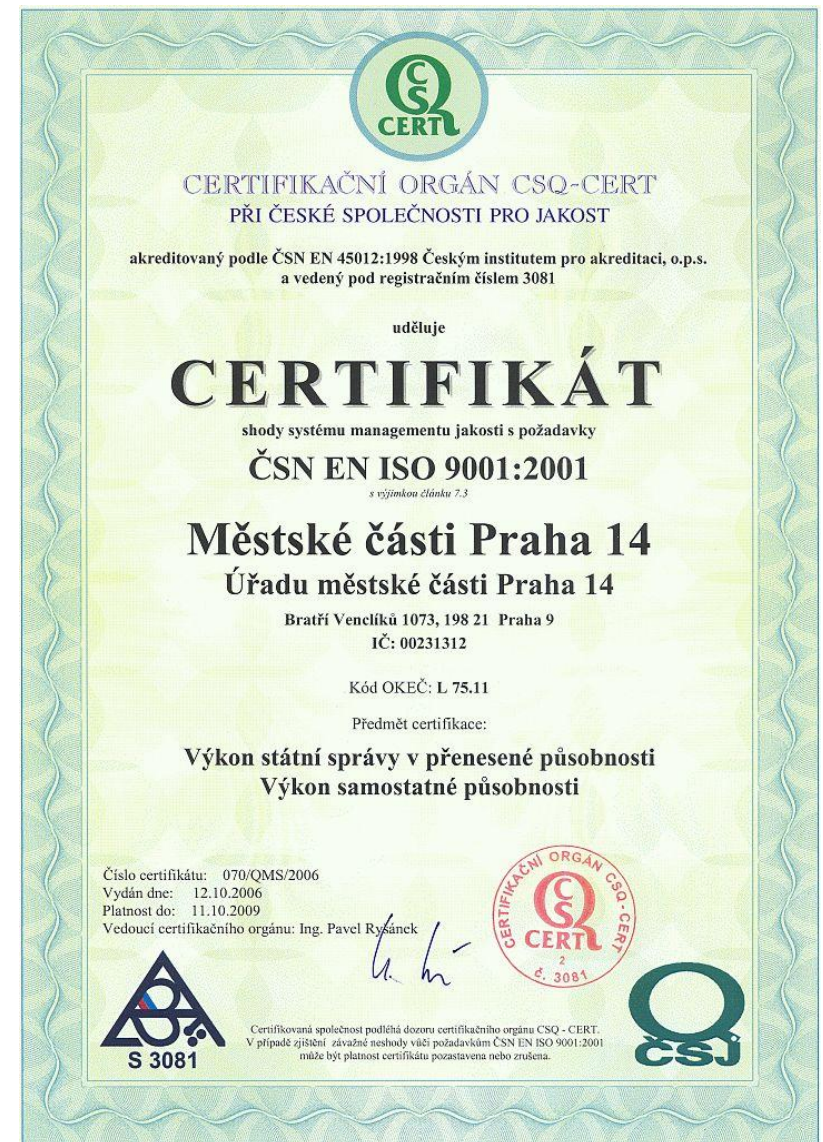 CSQ
CERT
CERTIFIKAČNÍ ORGÁN CSQ-CERT
PŘI ČESKÉ SPOLEČNOSTI PRO JAKOST
akreditovaný podle ČSN EN 45012:1998 Českým institutem pro akreditaci, o.p.s.
a vedený pod registračním číslem 3081
uděluje
CERTIFIKÁT
shody systému managementu jakosti s požadavky
ČSN EN ISO 9001:2001
s výjimkou článku 7.3
Městské části Praha 14
Úřadu městské části Praha 14
Bratří Venclíků 1073, 198 21 Praha 9
IČ: 00231312
Kód OKEČ: L 75.11
Předmět certifikace:
Výkon státní správy v přenesené působnosti
Výkon samostatné působnosti
Číslo certifikátu: 070/QMS/2006
Vydán dne: 12.10.2006
Platnost do: 11.10.2009
Vedoucí certifikačního orgánu: Ing. Pavel Ryšánek
CERTIFIKAČNÍ ORGÁN CSQ - CERT
CSQ
CERT
2
č. 3081
S 3081
Certifikovaná společnost podléhá dozoru certifikačního orgánu CSQ - CERT.
V případě zjištění závažné neshody vůči požadavkům ČSN EN ISO 9001:2001
může být platnost certifikátu pozastavena nebo zrušena.
ČSJ